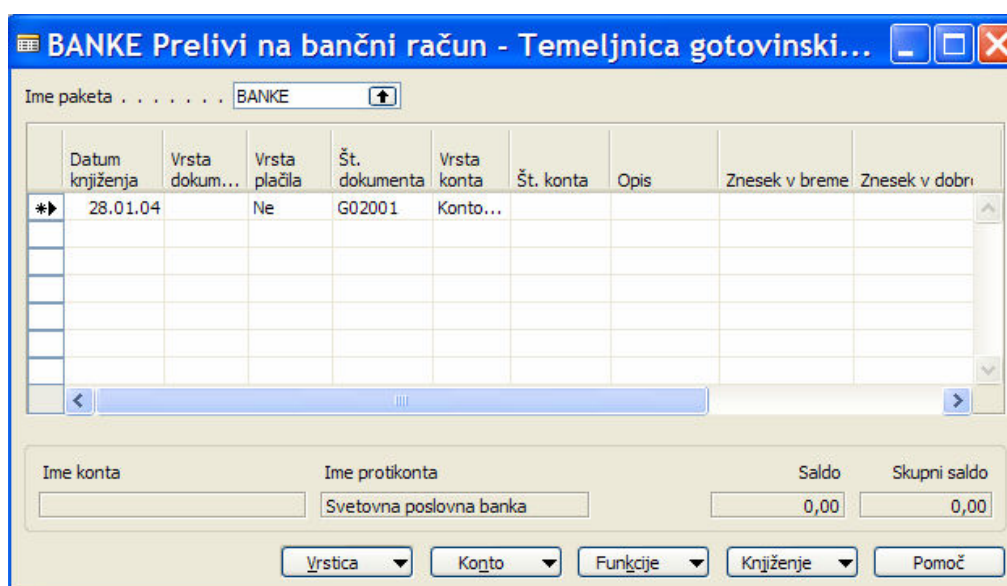 BANKE Prelivi na bančni račun - Temeljnica gotovinski...
Ime paketa . . . . . . . BANKE
Datum knjiženja Vrsta dokum... Vrsta plačila Št. dokumenta Vrsta konta Št. konta Opis Znesek v breme Znesek v dobro
28.01.04 Ne G02001 Konto...
Ime konta Ime protikonta Saldo Skupni saldo
Svetovna poslovna banka 0,00 0,00
Vrstica Konto Funkcije Knjiženje Pomoč